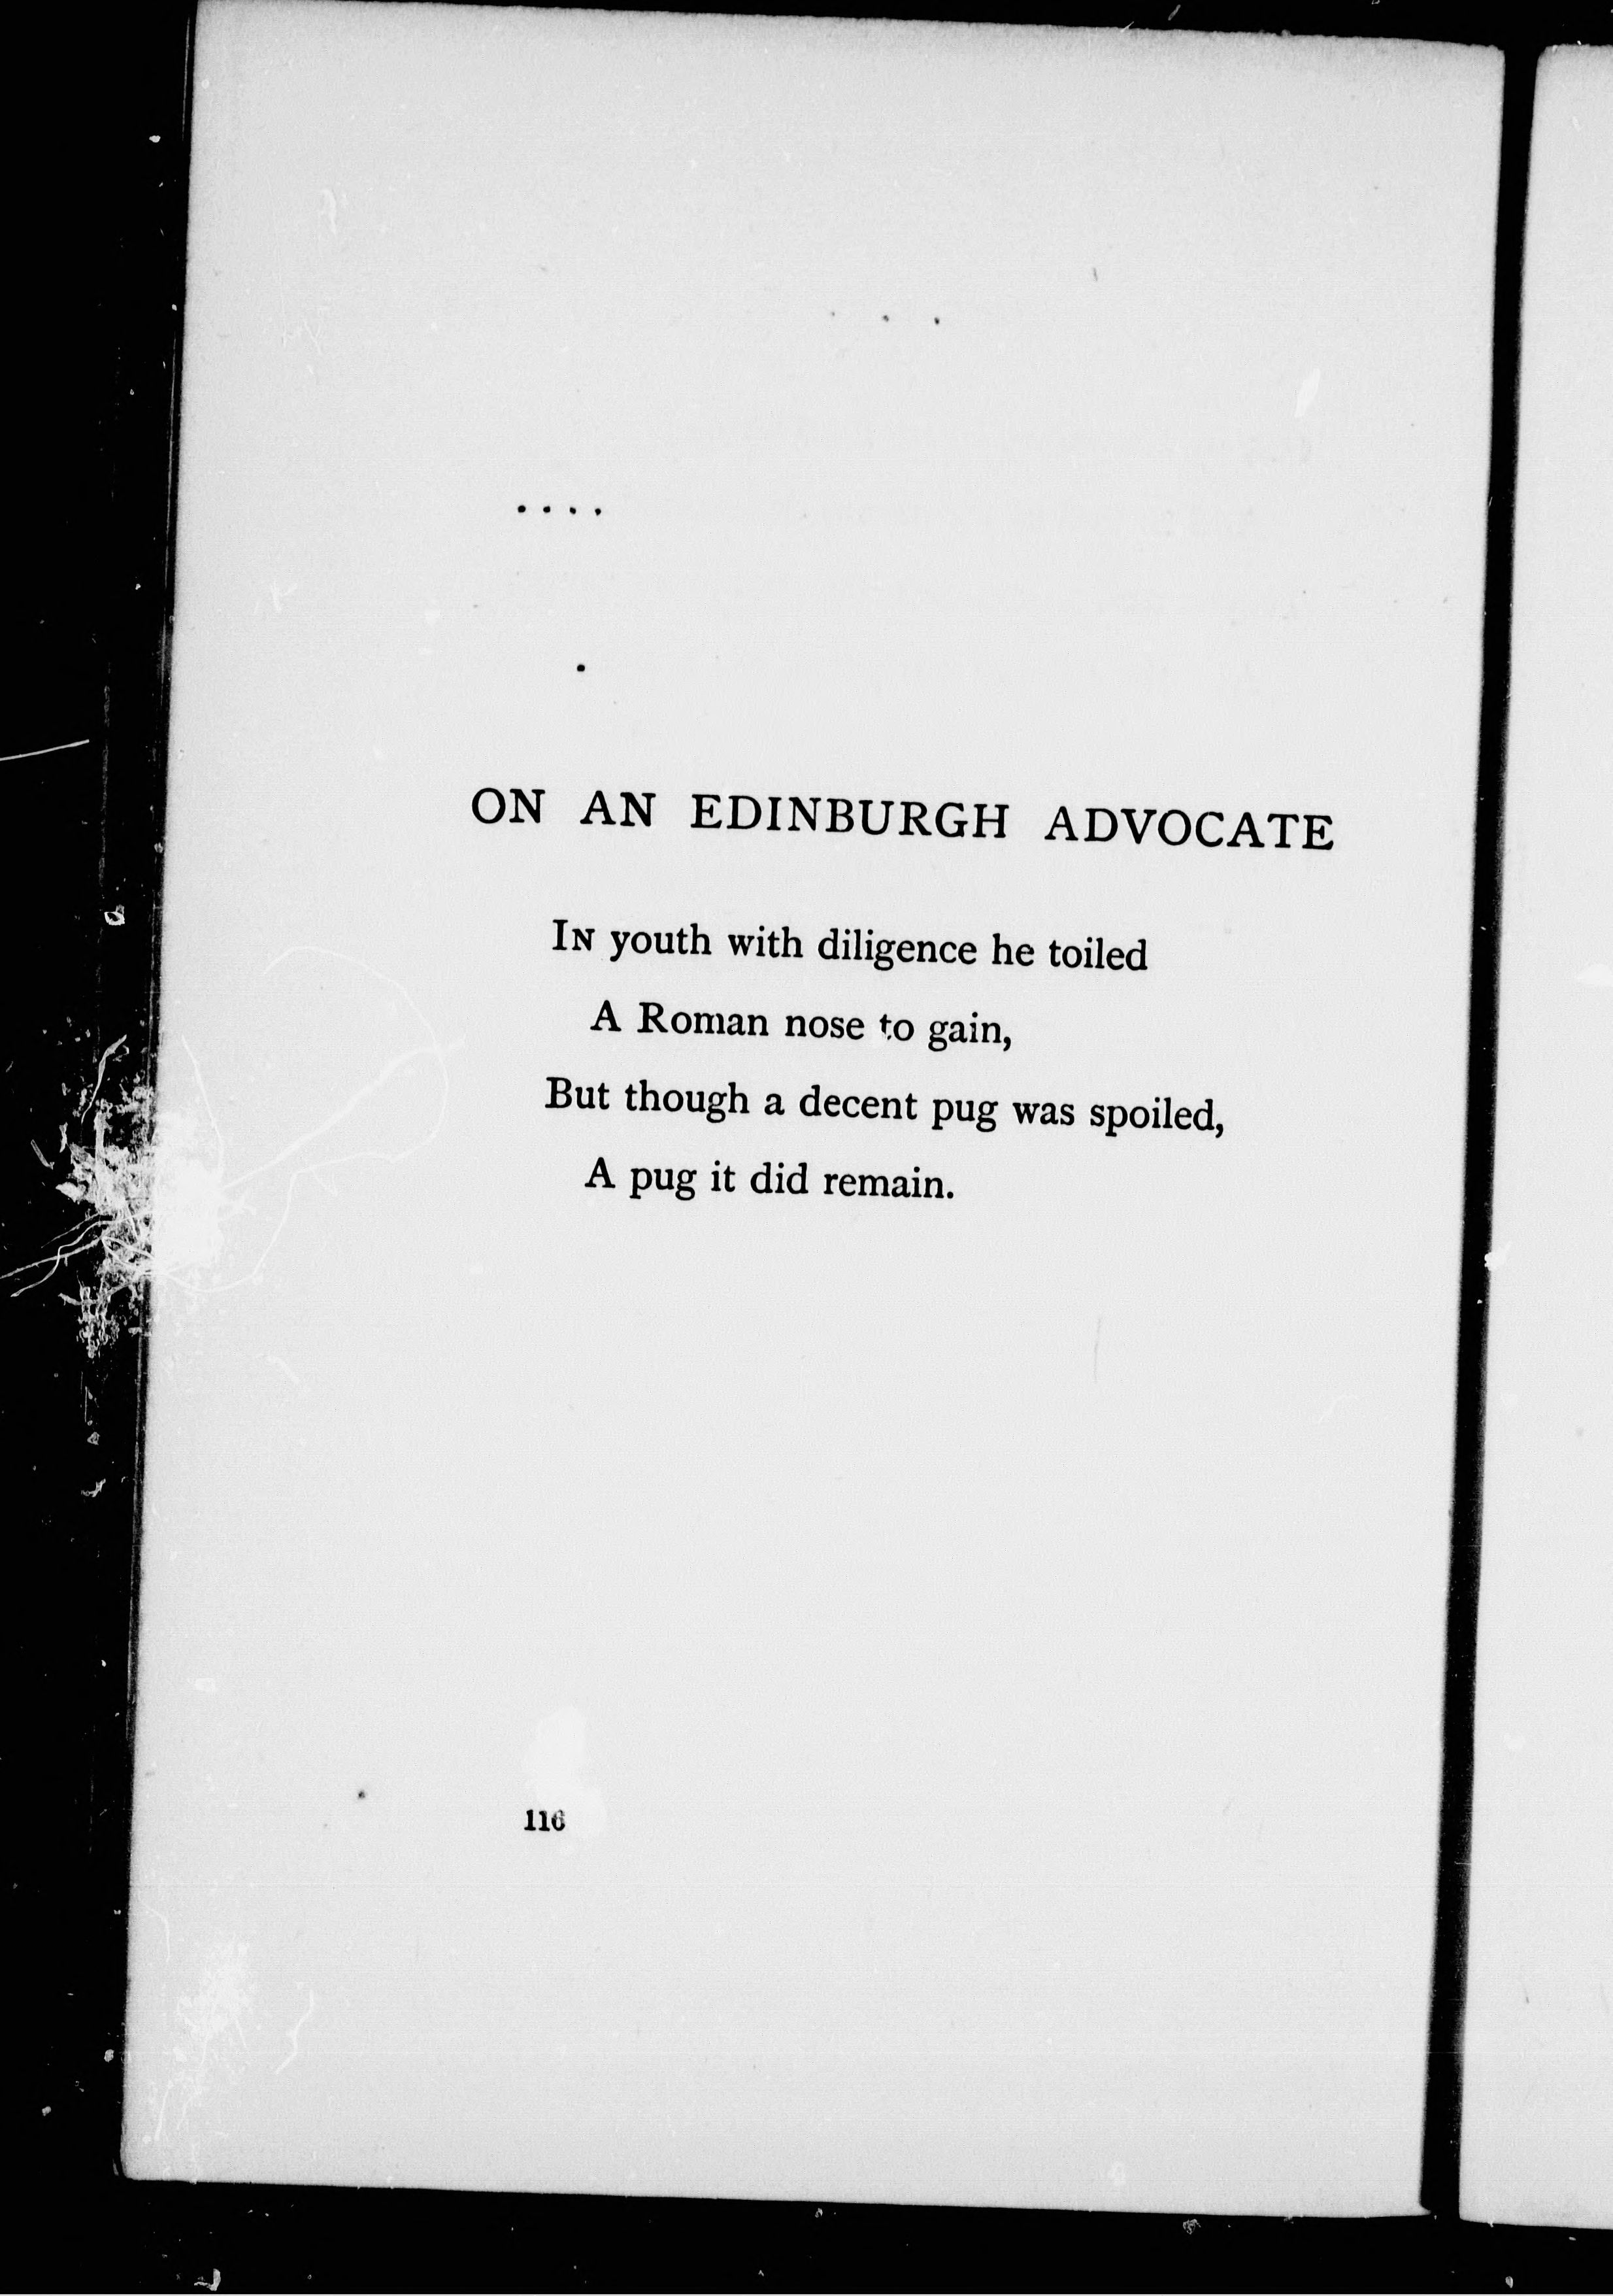 ON AN EDINBURGH ADVOCATE
IN youth with diligence he toiled
A Roman nose to gain,
But though a decent pug was spoiled,
A pug it did remain.
116